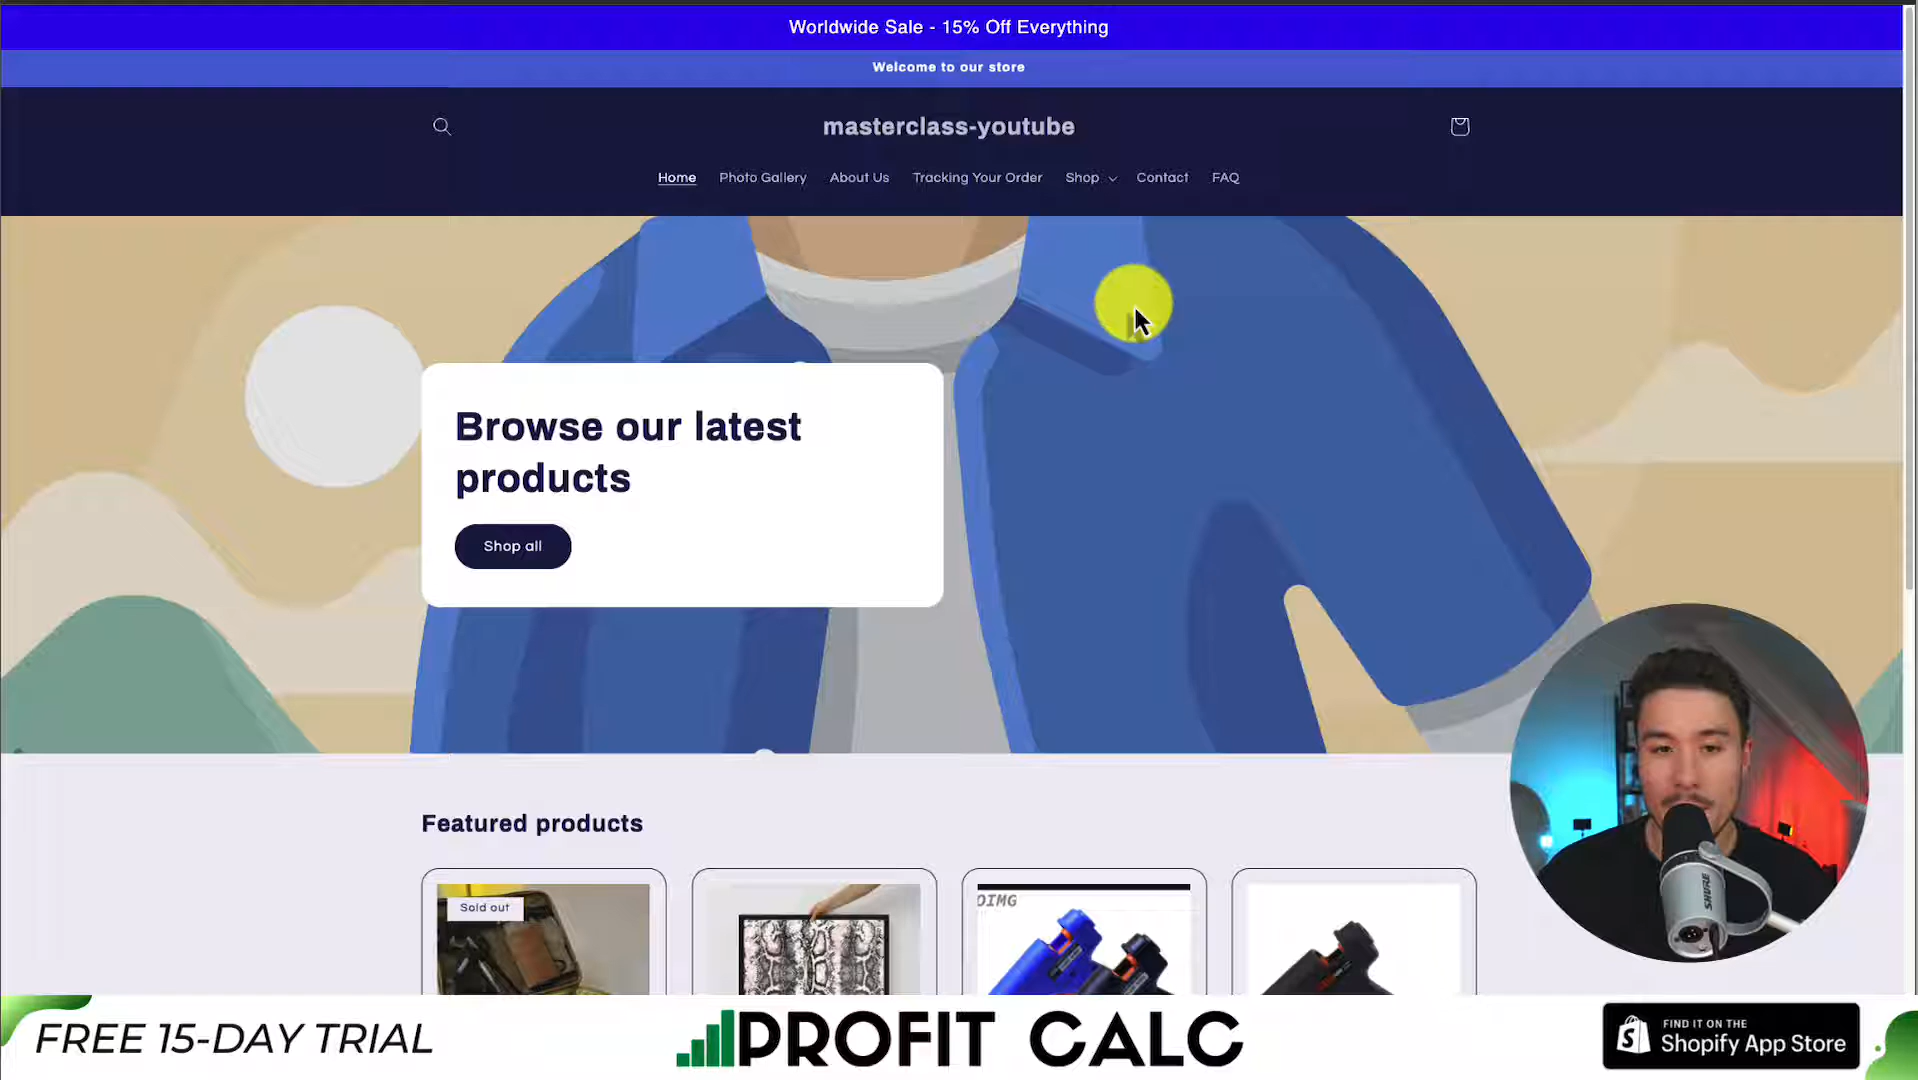 Worldwide Sale - 15% Off Everything
Welcome to our store
masterclass-youtube
Home Photo Gallery About Us Tracking Your Order Shop Contact FAQ
Browse our latest
products
Shop all
Featured products
Sold out
OIMG
SHURE
FREE 15-DAY TRIAL
PROFIT CALC
FIND IT ON THE
Shopify App Store